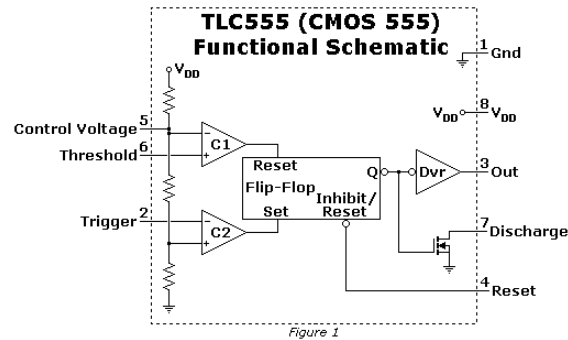 TLC555 (CMOS 555)
Functional Schematic
1 Gnd
VDD
8
VDD VDD
5
Control Voltage
6
Threshold
C1
Reset
Q
Dvr
3
Out
Flip-Flop
Inhibit/
Set Reset
2
Trigger
C2
7
Discharge
4
Reset
Figure 1